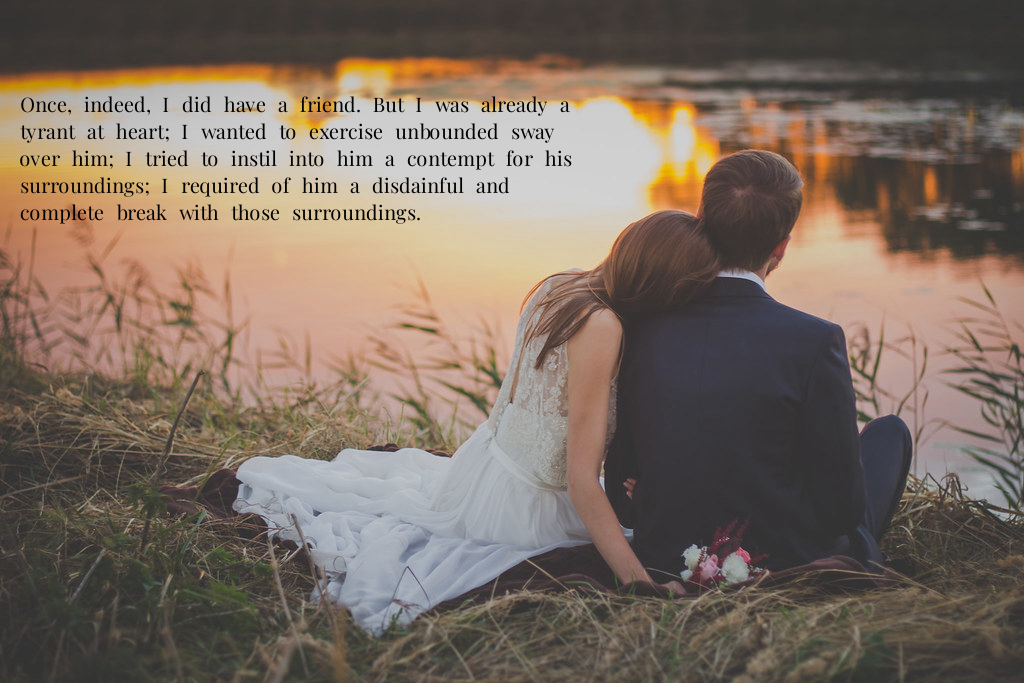 Once, indeed, I did have a friend. But I was already a
tyrant at heart; I wanted to exercise unbounded sway
over him; I tried to instil into him a contempt for his
surroundings; I required of him a disdainful and
complete break with those surroundings.